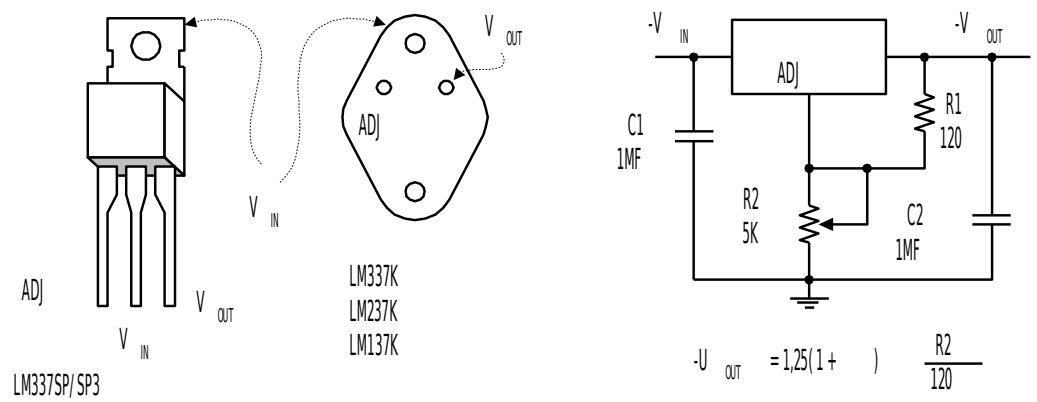 V OUT
ADJ
V IN
ADJ
V OUT
V IN
LM337SP/SP3
LM337K
LM237K
LM137K
-V IN
-V OUT
ADJ
C1
1MF
R1
120
R2
5K
C2
1MF
-U OUT = 1,25(1 + ) R2
120